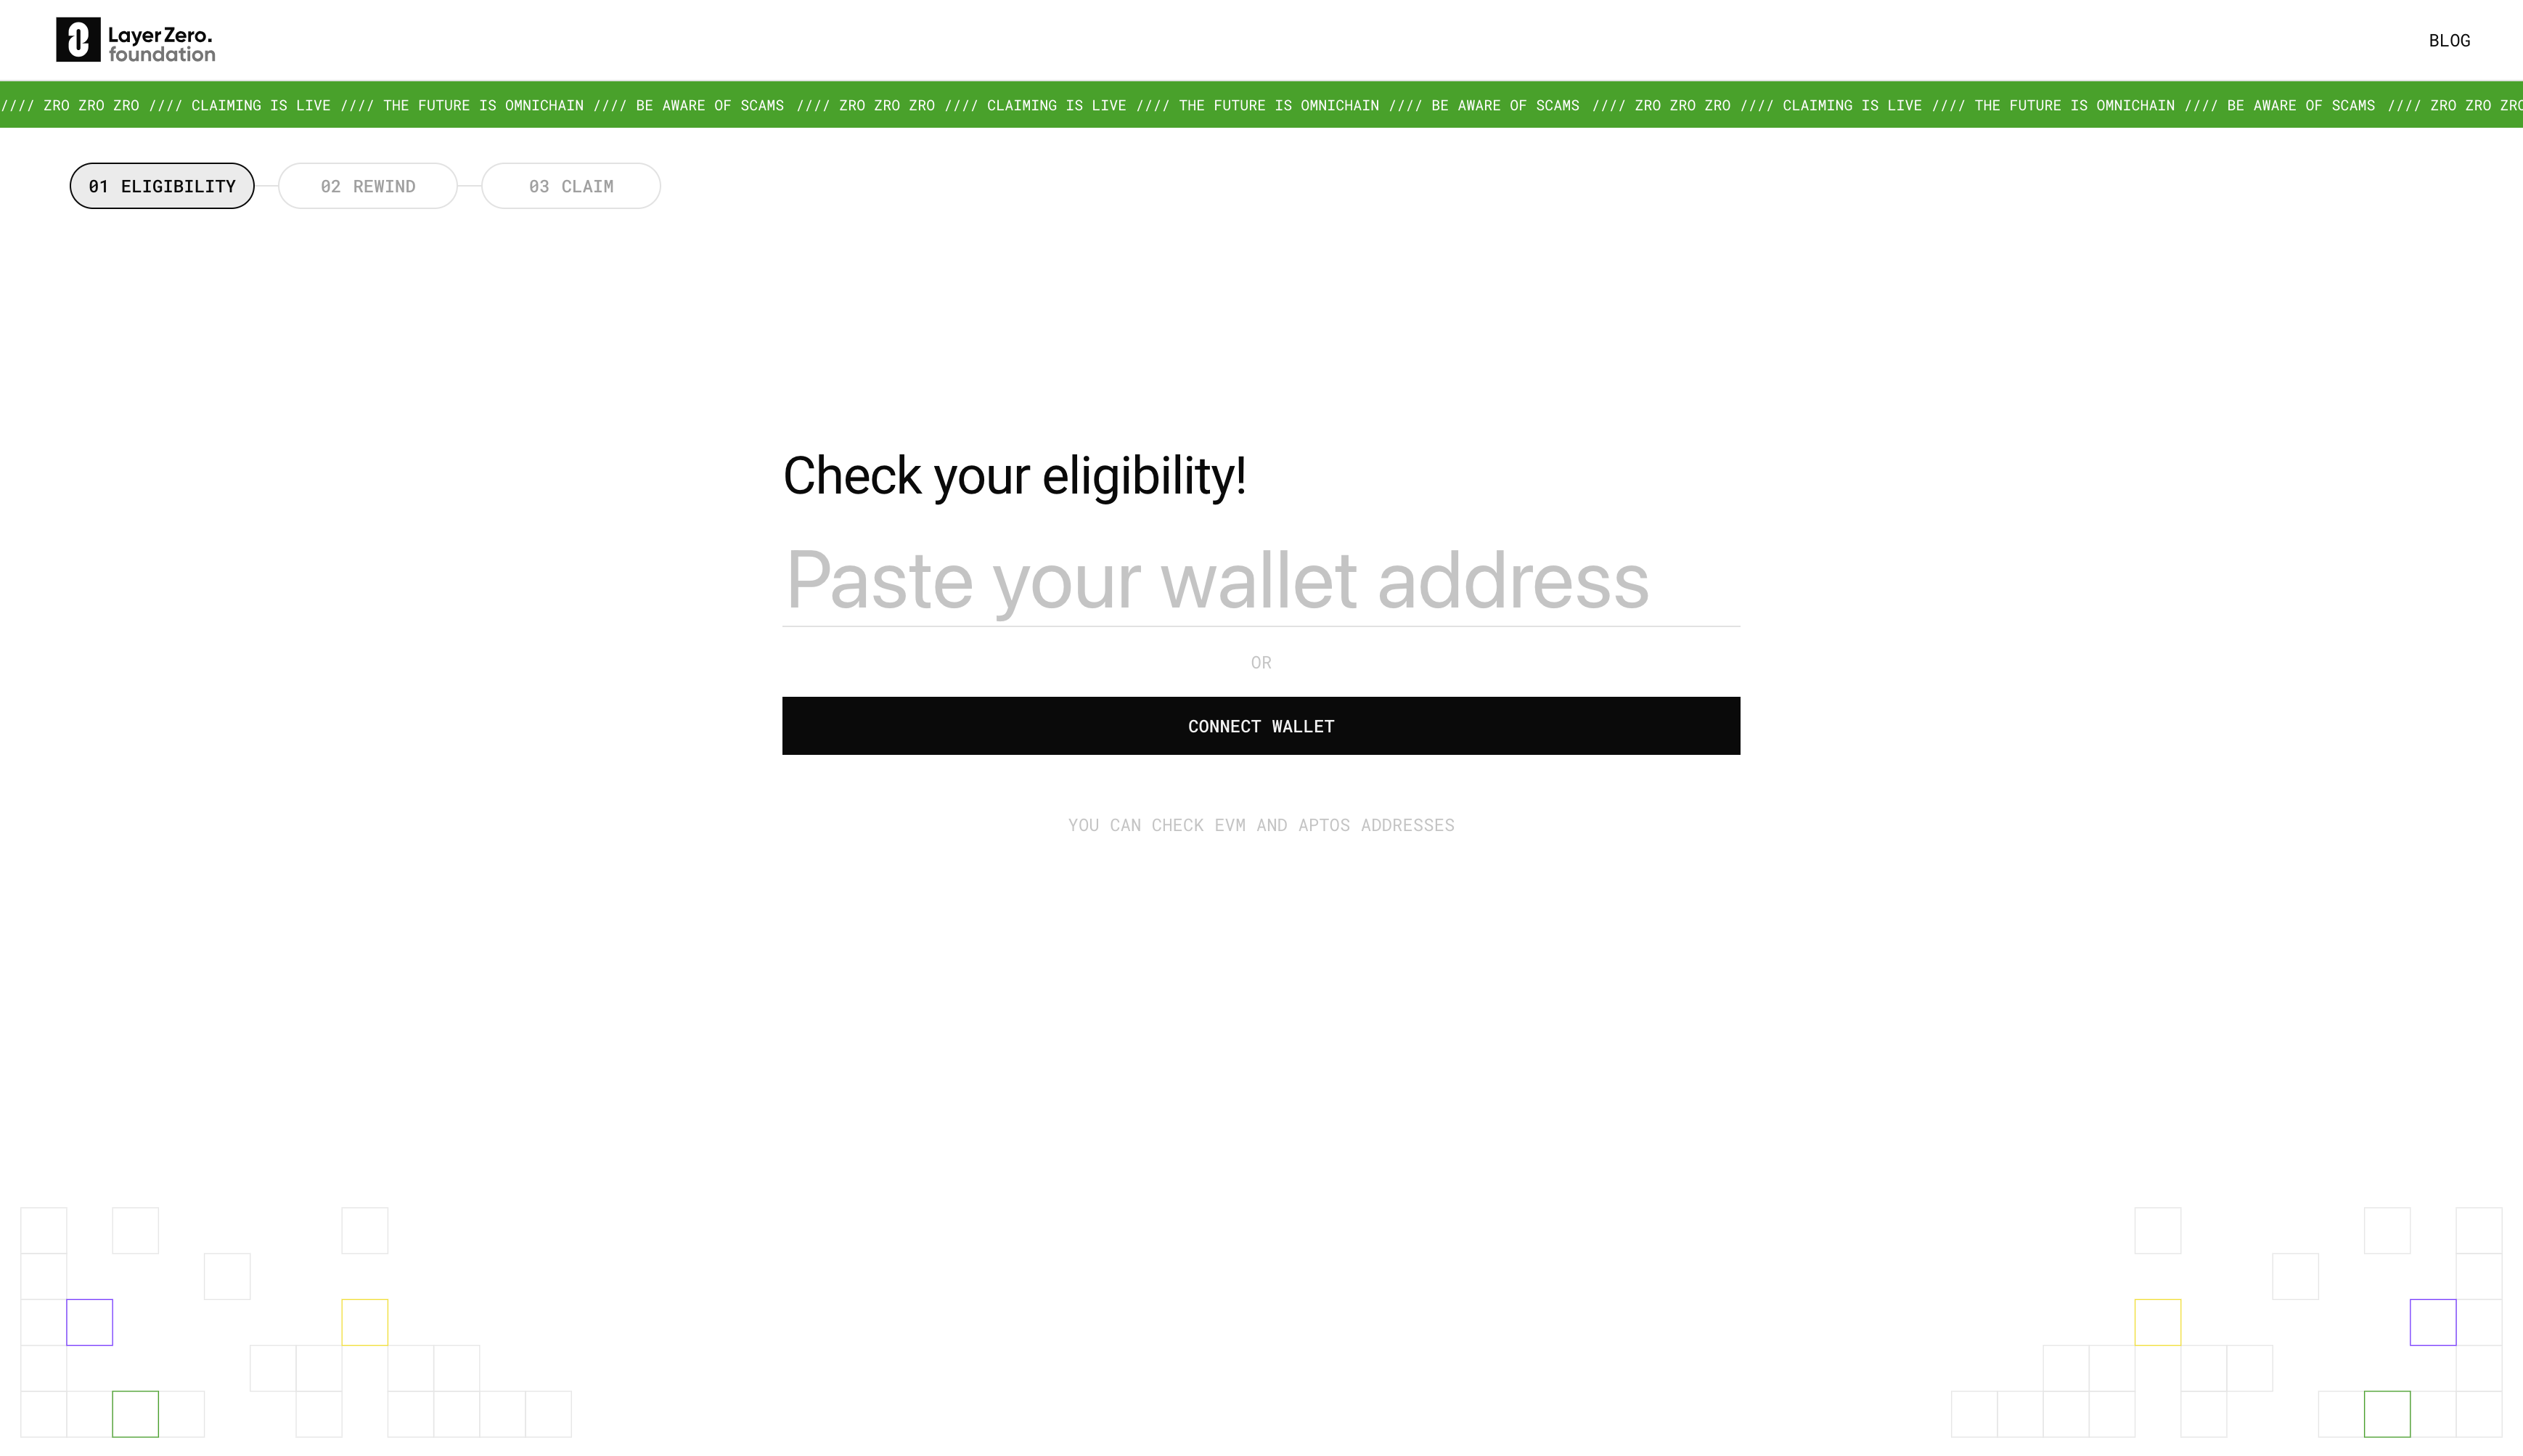 LayerZero.
foundation
BLOG
//// ZRO ZRO ZRO //// CLAIMING IS LIVE //// THE FUTURE IS OMNICHAIN //// BE AWARE OF SCAMS //// ZRO ZRO ZRO //// CLAIMING IS LIVE //// THE FUTURE IS OMNICHAIN //// BE AWARE OF SCAMS //// ZRO ZRO ZRO //// CLAIMING IS LIVE //// THE FUTURE IS OMNICHAIN //// BE AWARE OF SCAMS //// ZRO ZRO ZRO
01 ELIGIBILITY
02 REWIND
03 CLAIM
Check your eligibility!
Paste your wallet address
OR
CONNECT WALLET
YOU CAN CHECK EVM AND APTOS ADDRESSES